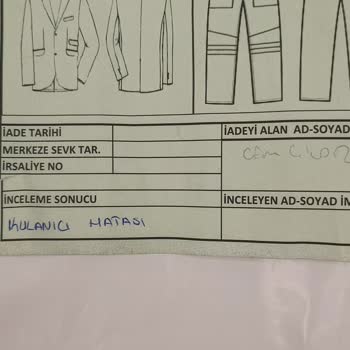 İADE TARİHİ
İADEYİ ALAN AD-SOYAD
MERKEZE SEVK TAR.
İRSALİYE NO
İNCELEME SONUCU
İNCELEYEN AD-SOYAD İM
KULANICI HATASI